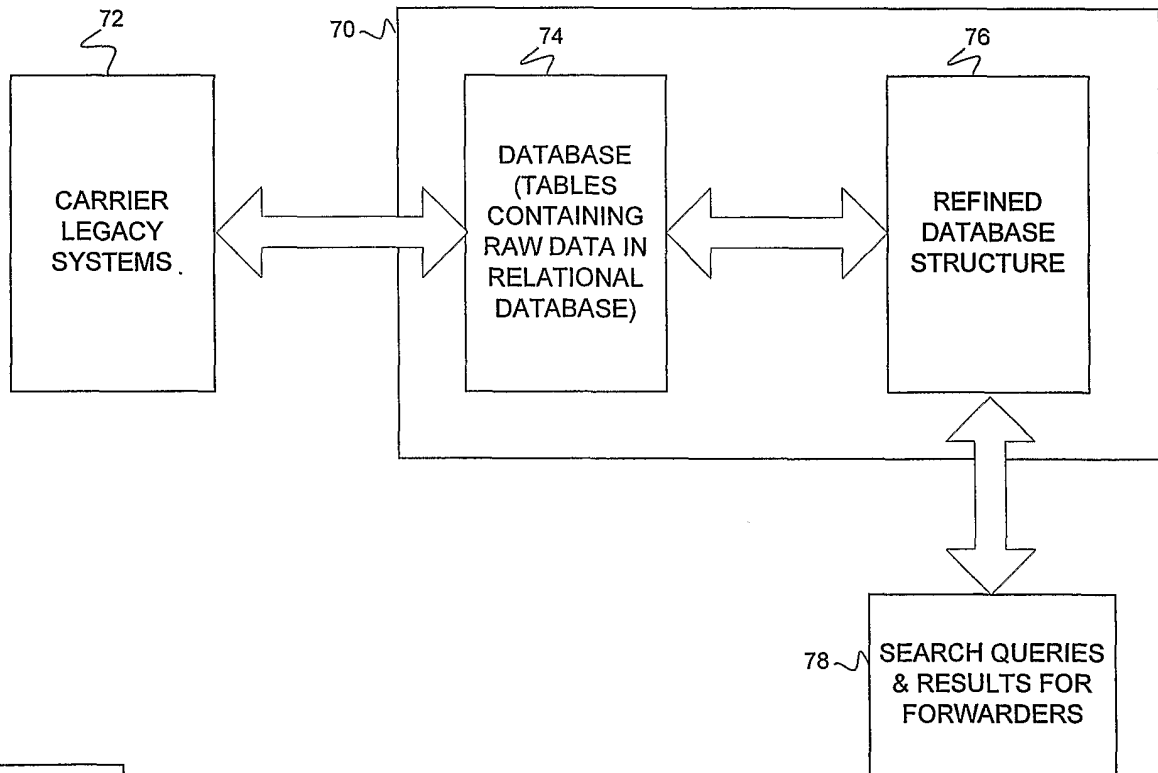 72
70
74
76
CARRIER
LEGACY
SYSTEMS
DATABASE
(TABLES
CONTAINING
RAW DATA IN
RELATIONAL
DATABASE)
REFINED
DATABASE
STRUCTURE
78
SEARCH QUERIES
& RESULTS FOR
FORWARDERS